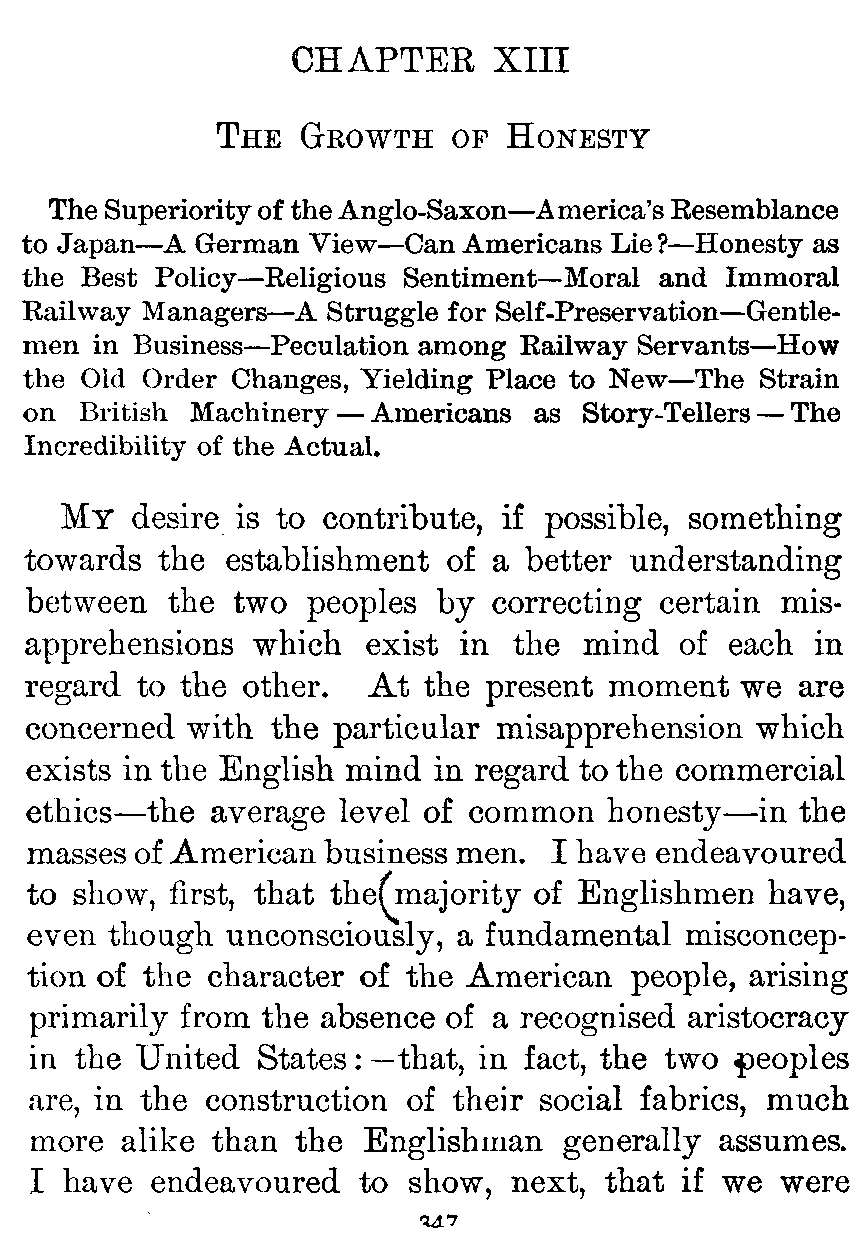 CHAPTER XIII
THE GROWTH OF HONESTY
The Superiority of the Anglo-Saxon—America's Resemblance
to Japan—A German View—Can Americans Lie?—Honesty as
the Best Policy—Religious Sentiment—Moral and Immoral
Railway Managers—A Struggle for Self-Preservation—Gentle-
men in Business—Peculation among Railway Servants—How
the Old Order Changes, Yielding Place to New—The Strain
on British Machinery — Americans as Story-Tellers — The
Incredibility of the Actual.
MY desire is to contribute, if possible, something
towards the establishment of a better understanding
between the two peoples by correcting certain mis-
apprehensions which exist in the mind of each in
regard to the other. At the present moment we are
concerned with the particular misapprehension which
exists in the English mind in regard to the commercial
ethics—the average level of common honesty—in the
masses of American business men. I have endeavoured
to show, first, that the majority of Englishmen have,
even though unconsciously, a fundamental misconcep-
tion of the character of the American people, arising
primarily from the absence of a recognised aristocracy
in the United States:—that, in fact, the two peoples
are, in the construction of their social fabrics, much
more alike than the Englishman generally assumes.
I have endeavoured to show, next, that if we were
347